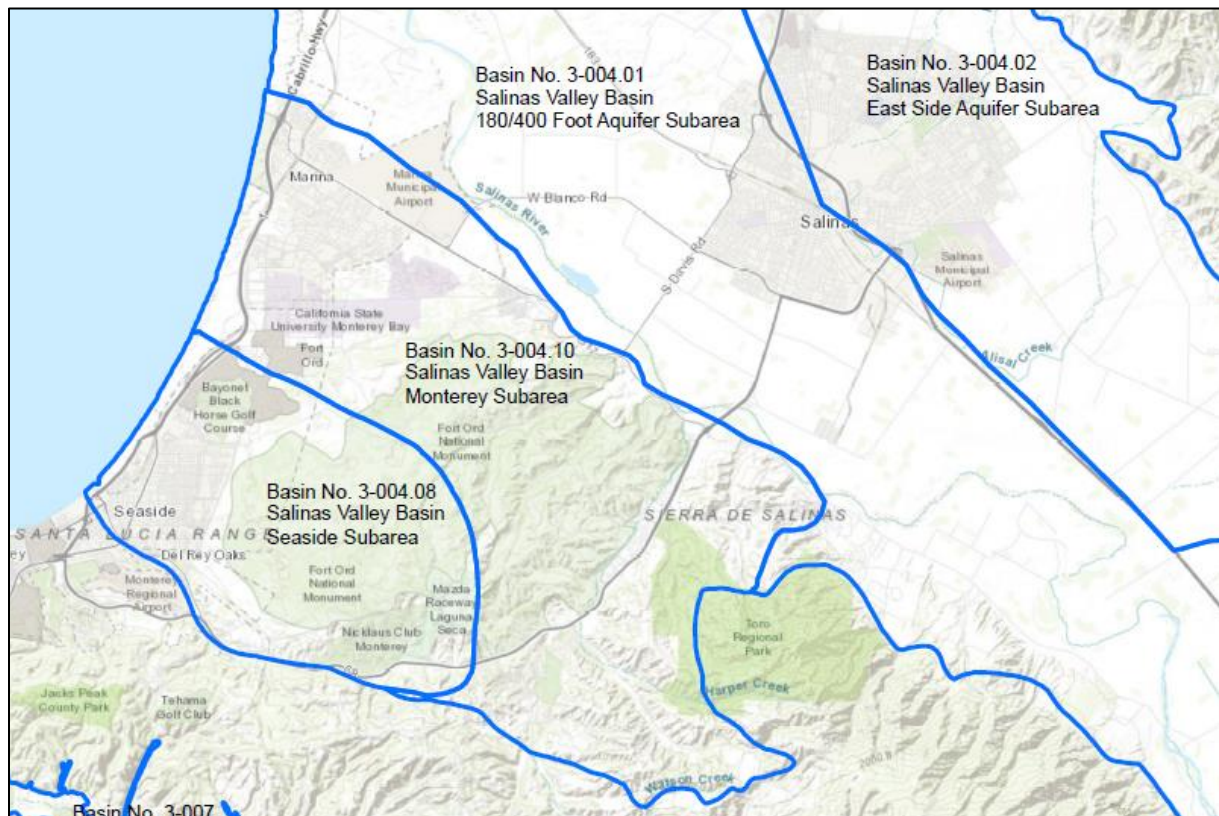 Cabrillo Hwy
183
Basin No. 3-004.01
Salinas Valley Basin
180/400 Foot Aquifer Subarea
Basin No. 3-004.02
Salinas Valley Basin
East Side Aquifer Subarea
Marina
Marina
Municipal
Airport
Salinas River
W Blanco Rd
S Davis Rd
Salinas
Salinas
Municipal
Airport
Alisal Creek
1
California State
University Monterey Bay
Fort
Ord
Basin No. 3-004.10
Salinas Valley Basin
Monterey Subarea
Bayonet
Black
Horse Golf
Course
Fort Ord
National
Monument
Basin No. 3-004.08
Salinas Valley Basin
Seaside Subarea
Seaside
SANTA LUCIA RANGE
SIERRA DE SALINAS
ey
Del Rey Oaks
Monterey
Regional
Airport
Fort Ord
National
Monument
Mazda
Raceway
Laguna
Seca
Nicklaus Club
Monterey
Toro
Regional
Park
Harper Creek
Jacks Peak
County Park
Tehama
Golf Club
Watson Creek
2000 ft
Basin No. 3-007